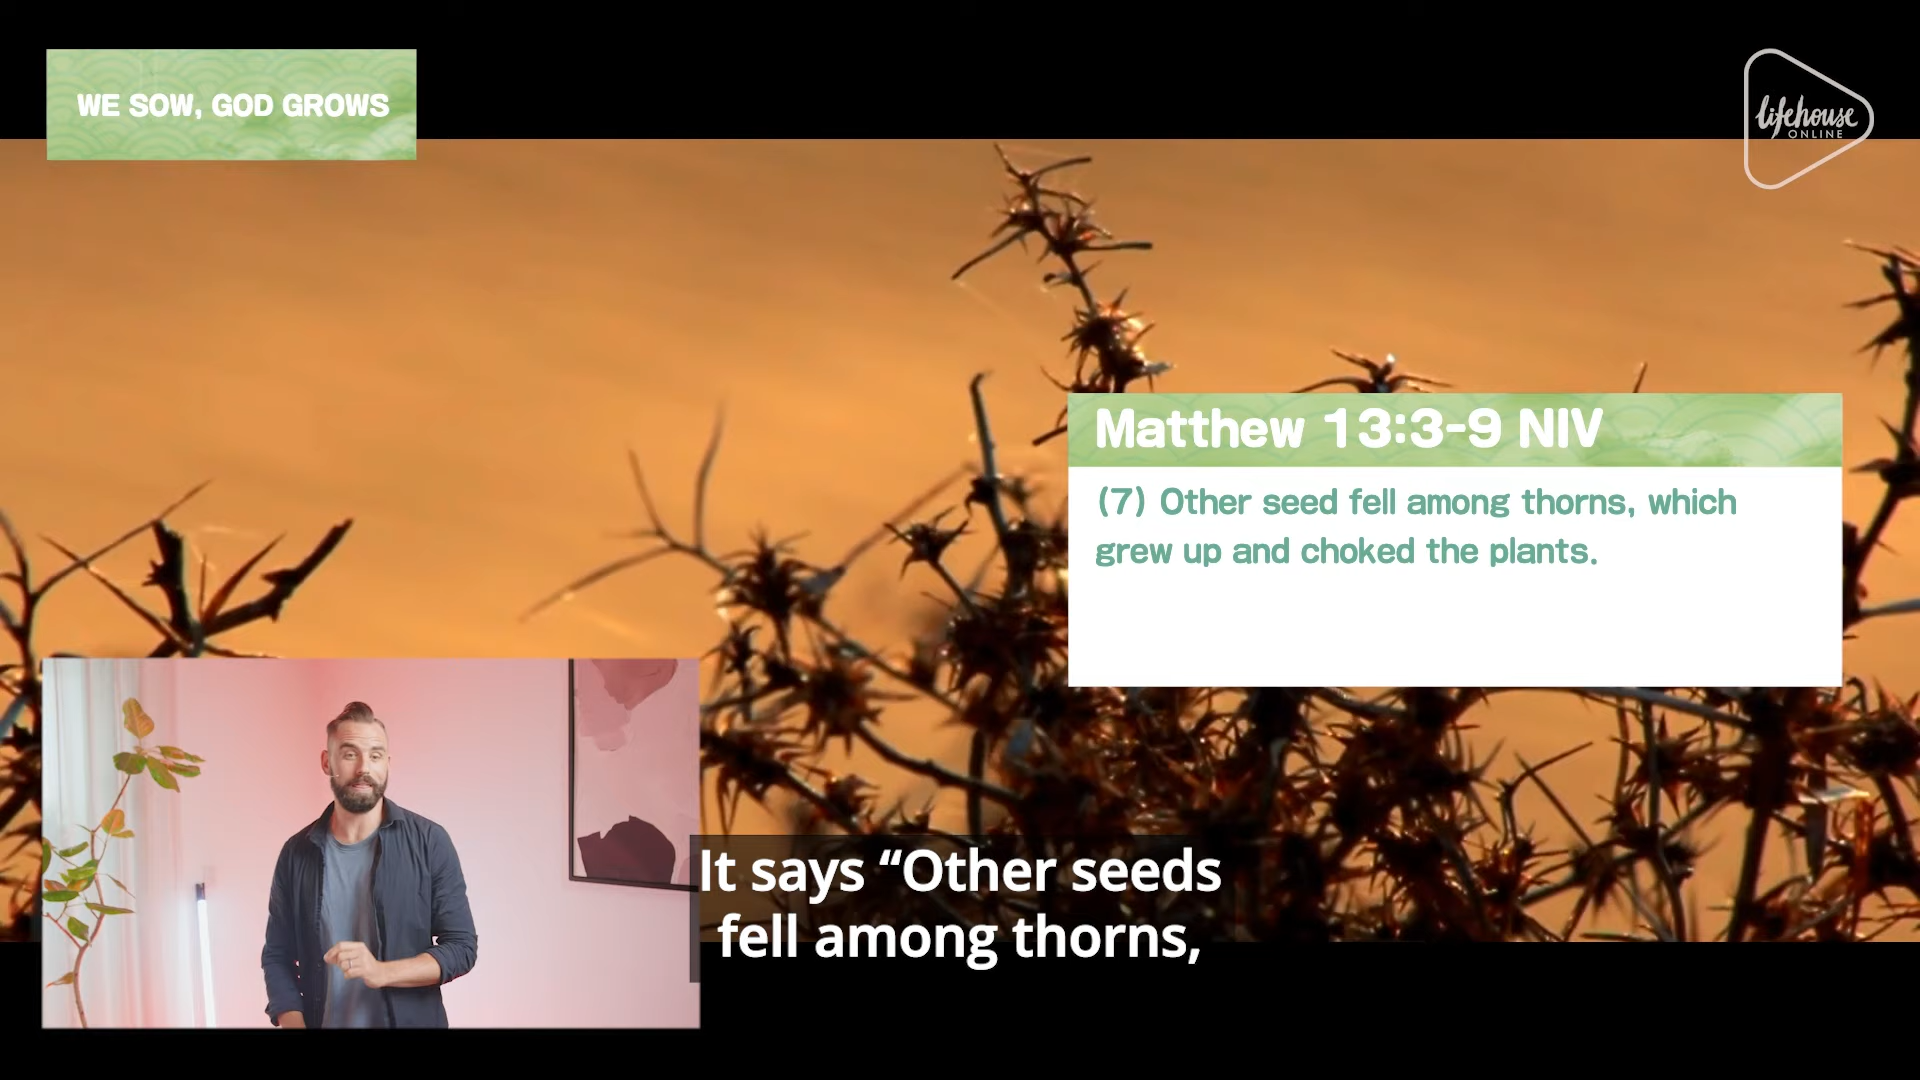 WE SOW, GOD GROWS
lifehouse
ONLINE
Matthew 13:3-9 NIV
(7) Other seed fell among thorns, which
grew up and choked the plants.
It says “Other seeds
fell among thorns,